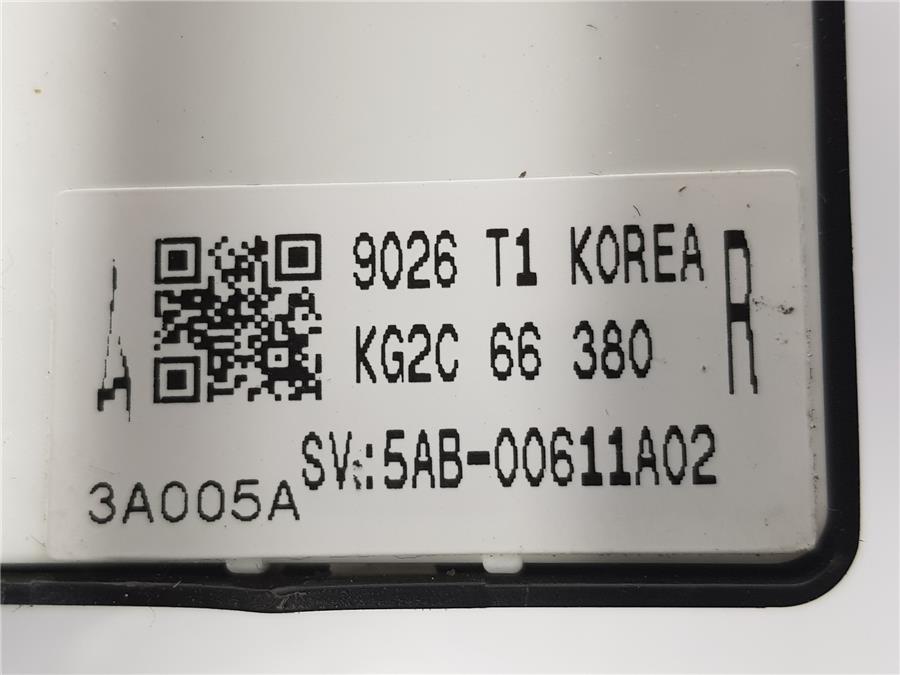 A
9026 T1 KOREA
KG2C 66 380
R
SV.:5AB-00611A02
3A005A